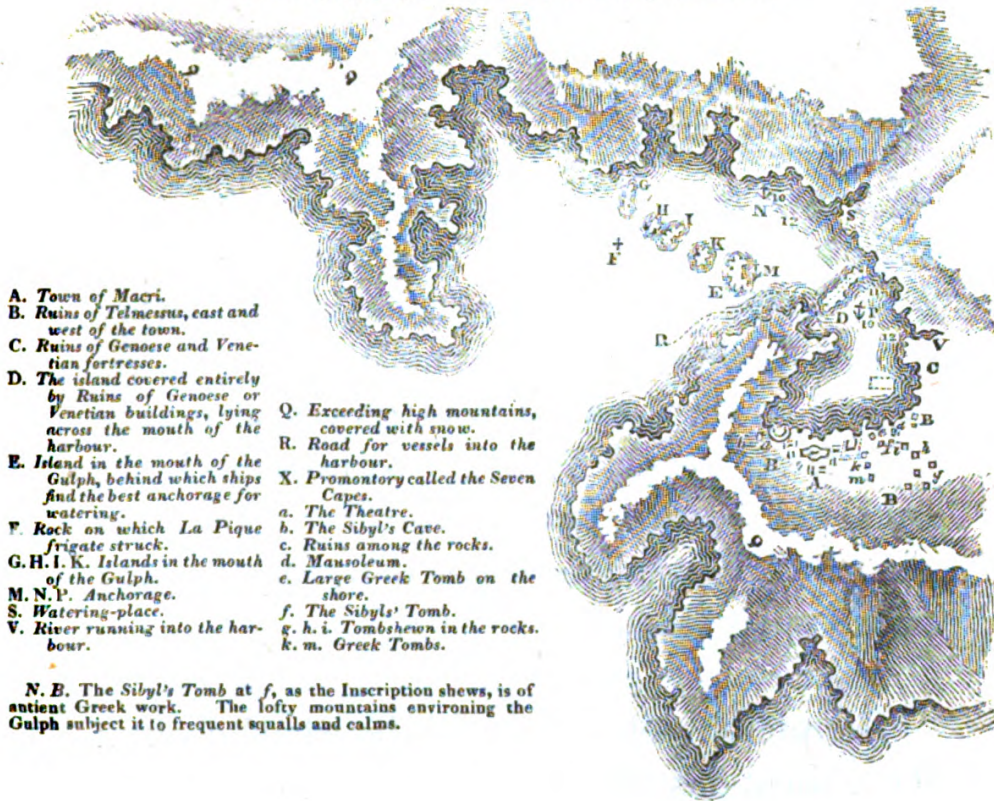 A. Town of Macri.
B. Ruins of Telmessus, east and
west of the town.
C. Ruins of Genoese and Vene-
tian fortresses.
D. The island covered entirely
by Ruins of Genoese or
Venetian buildings, lying
across the mouth of the
harbour.
E. Island in the mouth of the
Gulph, behind which ships
find the best anchorage for
watering.
F. Rock on which La Pique
frigate struck.
G. H. I. K. Islands in the mouth
of the Gulph.
M. N. P. Anchorage.
S. Watering-place.
V. River running into the har-
bour.
Q. Exceeding high mountains,
covered with snow.
R. Road for vessels into the
harbour.
X. Promontory called the Seven
Capes.
a. The Theatre.
b. The Sibyl's Cave.
c. Ruins among the rocks.
d. Mausoleum.
e. Large Greek Tomb on the
shore.
f. The Sibyls' Tomb.
g. h. i. Tombs hewn in the rocks.
k. m. Greek Tombs.
N. B. The Sibyl's Tomb at f, as the Inscription shews, is of
antient Greek work. The lofty mountains environing the
Gulph subject it to frequent squalls and calms.
Q
Q
G
H
I
F
K
E
M
N
10
12
S
R
D
11
P
10
12
V
C
B
B
A
k
m
h
g
B
Q